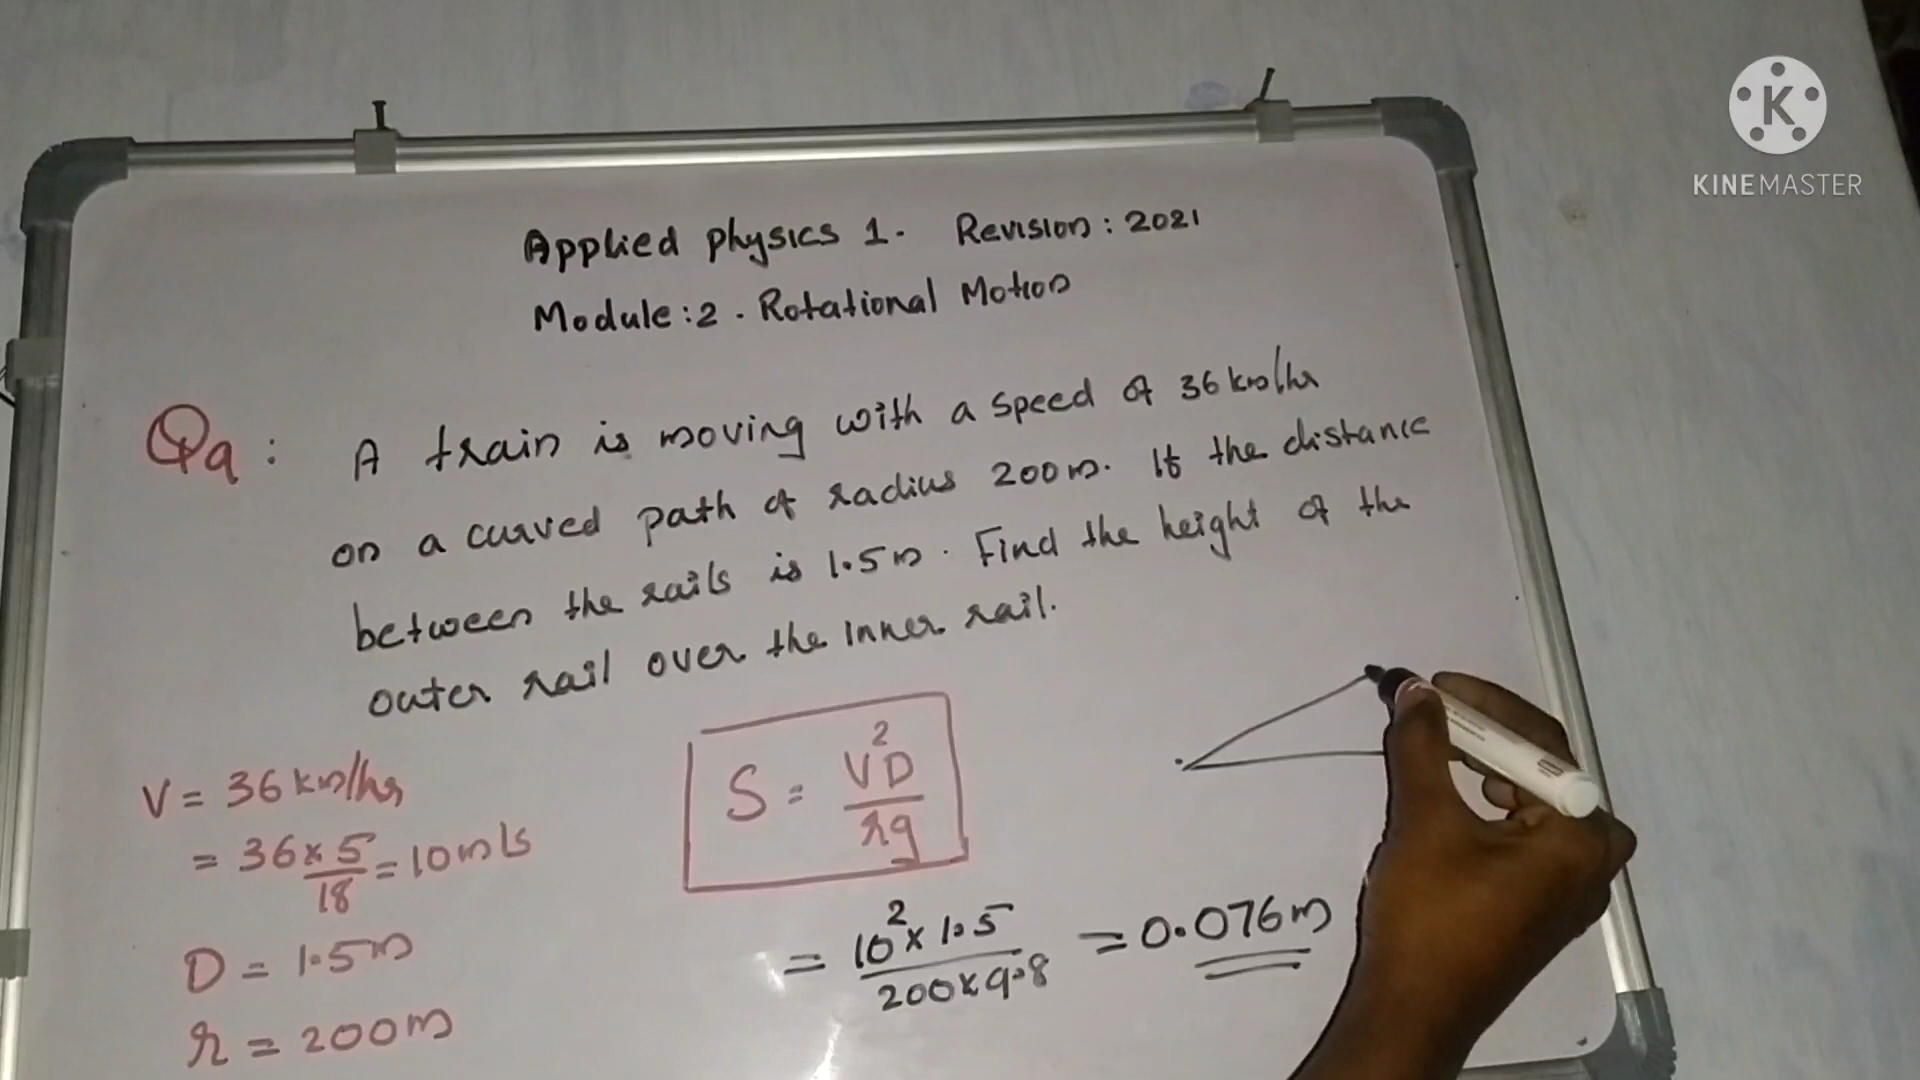 K
KINEMASTER
Applied physics 1. Revision: 2021
Module:2. Rotational Motion
Qq: A train is moving with a speed of 36 km/hr
on a curved path of radius 200m. If the distance
between the rails is 1.5m. Find the height of the
outer rail over the inner rail.
V = 36 km/hr
= 36 × 5/18 = 10 m/s
D = 1.5m
r = 200m
S = V²D/rg
= 10² × 1.5/200 × 9.8 = 0.076m